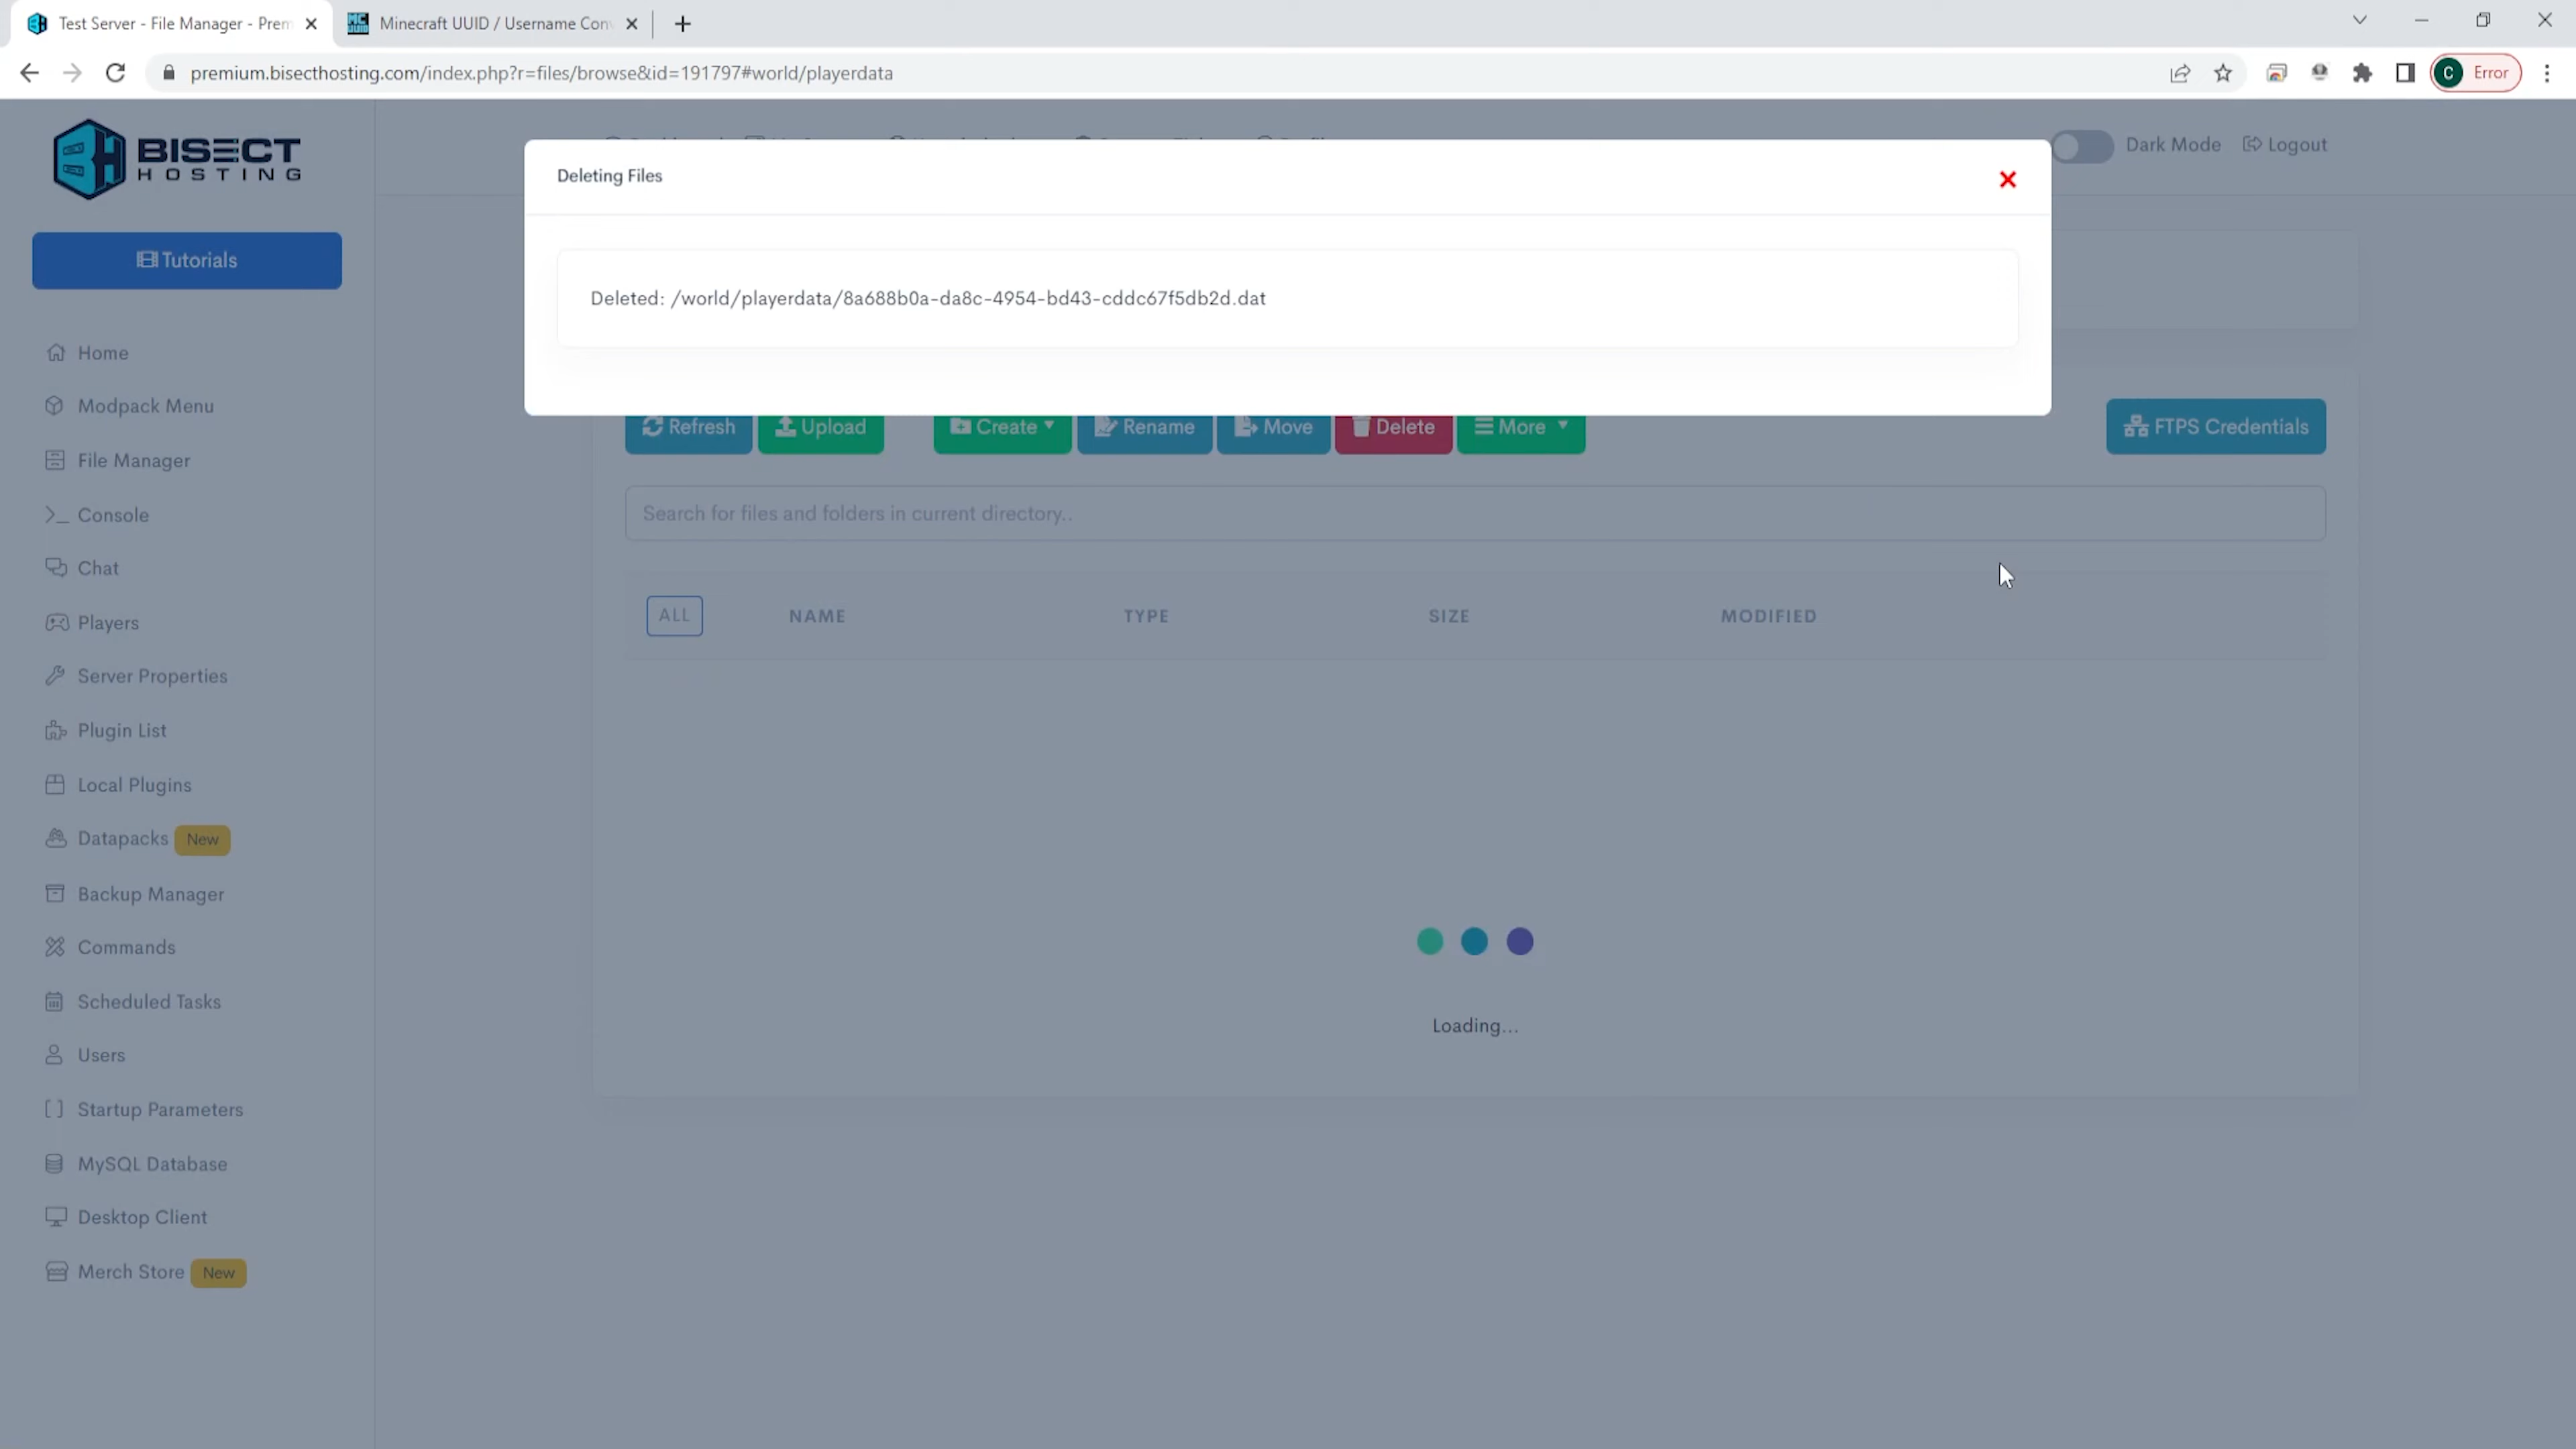 Test Server - File Manager - Prem
Minecraft UUID / Username Con
premium.bisecthosting.com/index.php?r=files/browse&id=191797#world/playerdata
C
Error
BISECT
HOSTING
Dark Mode
Logout
Deleting Files
Deleted: /world/playerdata/8a688b0a-da8c-4954-bd43-cddc67f5db2d.dat
Tutorials
Home
Modpack Menu
File Manager
Console
Chat
Players
Server Properties
Plugin List
Local Plugins
Datapacks New
Backup Manager
Commands
Scheduled Tasks
Users
Startup Parameters
MySQL Database
Desktop Client
Merch Store New
Refresh
Upload
Create
Rename
Move
Delete
More
FTPS Credentials
Search for files and folders in current directory..
ALL
NAME
TYPE
SIZE
MODIFIED
Loading...